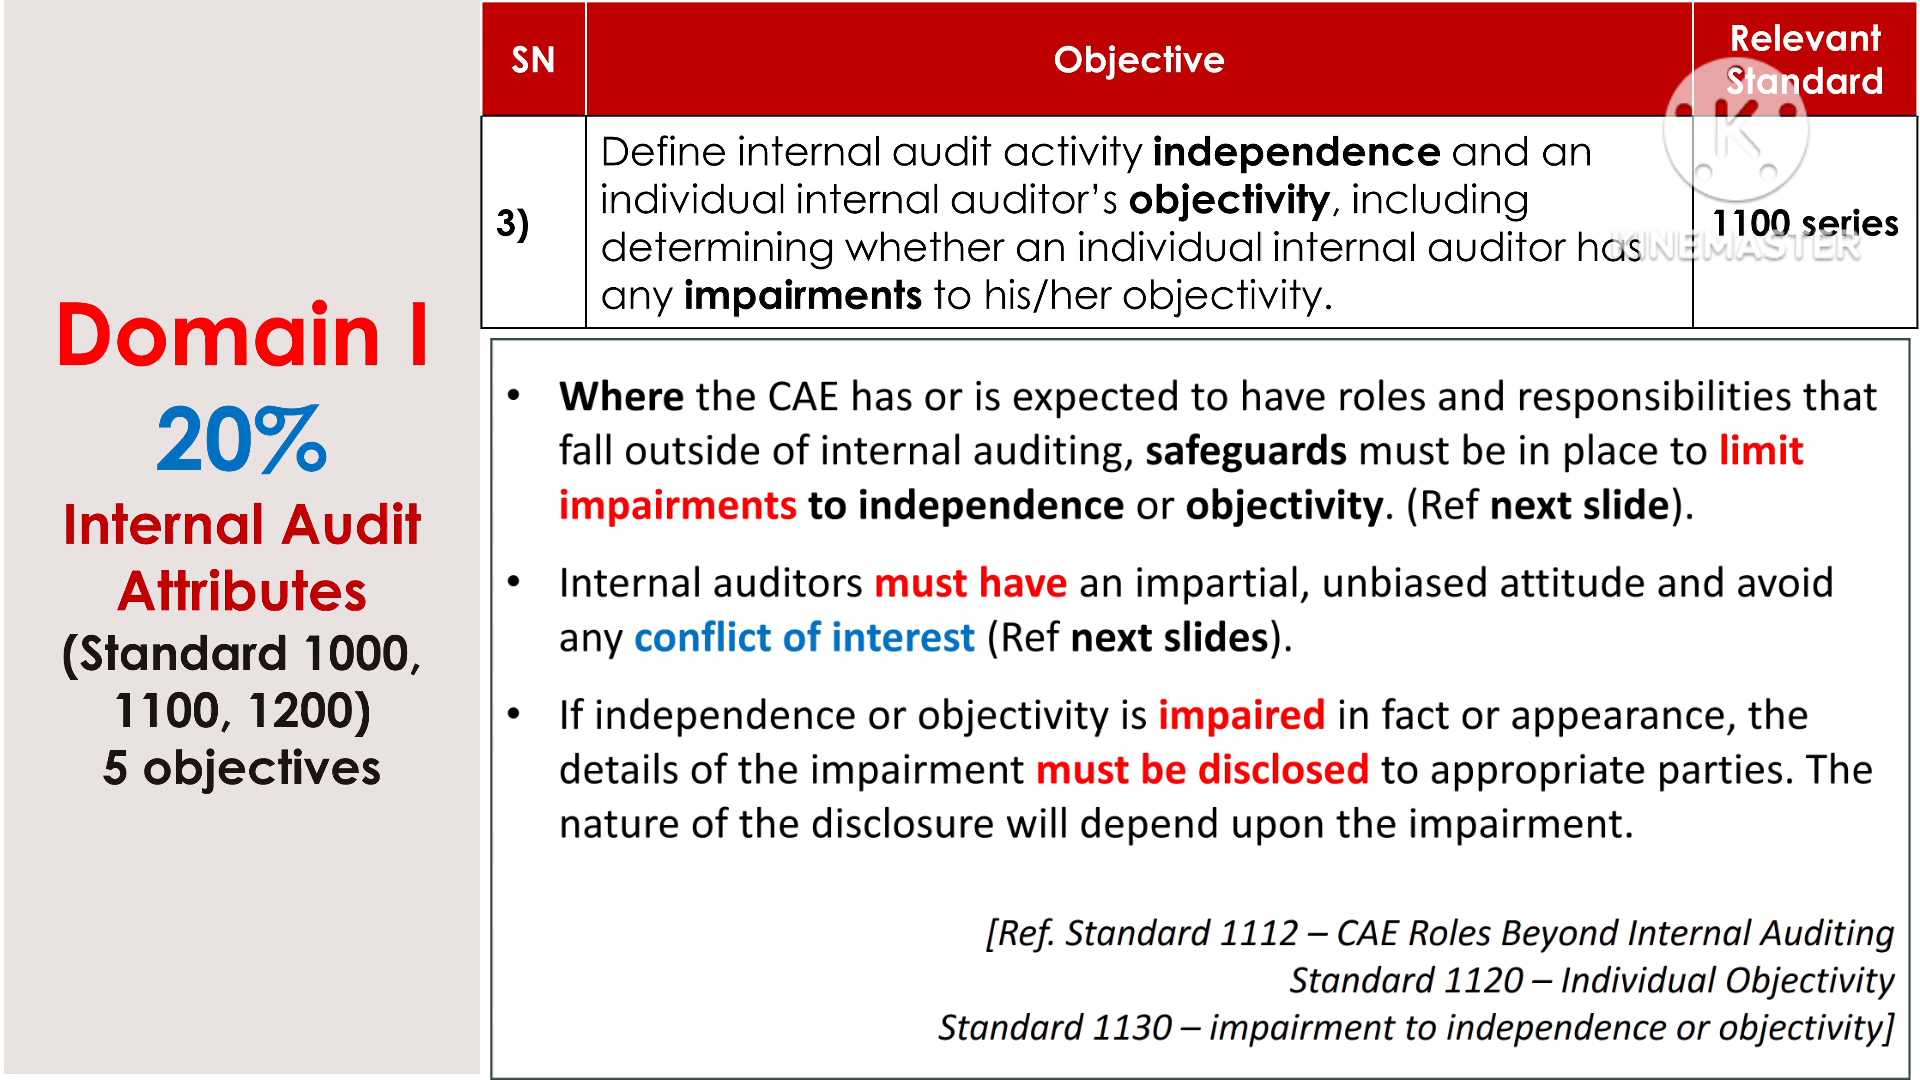 Domain I
20%
Internal Audit
Attributes
(Standard 1000,
1100, 1200)
5 objectives
SN
Objective
Relevant
Standard
3)
Define internal audit activity independence and an
individual internal auditor’s objectivity, including
determining whether an individual internal auditor has
any impairments to his/her objectivity.
1100 series
K
KINEMASTER
• Where the CAE has or is expected to have roles and responsibilities that
fall outside of internal auditing, safeguards must be in place to limit
impairments to independence or objectivity. (Ref next slide).
• Internal auditors must have an impartial, unbiased attitude and avoid
any conflict of interest (Ref next slides).
• If independence or objectivity is impaired in fact or appearance, the
details of the impairment must be disclosed to appropriate parties. The
nature of the disclosure will depend upon the impairment.
[Ref. Standard 1112 – CAE Roles Beyond Internal Auditing
Standard 1120 – Individual Objectivity
Standard 1130 – impairment to independence or objectivity]